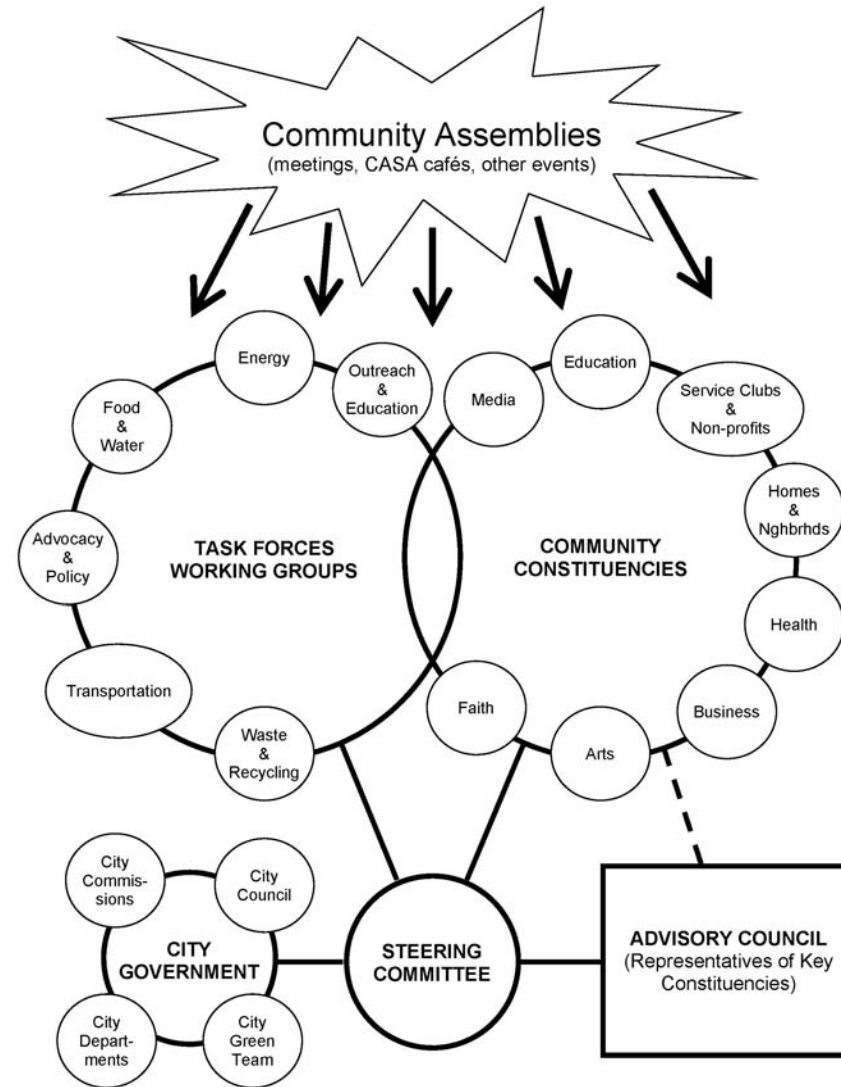 Community Assemblies
(meetings, CASA cafés, other events)
Energy
Outreach
&
Education
Food
&
Water
Advocacy
&
Policy
TASK FORCES
WORKING GROUPS
Transportation
Waste
&
Recycling
Media
Education
Service Clubs
&
Non-profits
Homes
&
Nghbrhds
COMMUNITY
CONSTITUENCIES
Health
Business
Arts
Faith
City
Commis-
sions
City
Council
CITY
GOVERNMENT
City
Depart-
ments
City
Green
Team
STEERING
COMMITTEE
ADVISORY COUNCIL
(Representatives of Key
Constituencies)